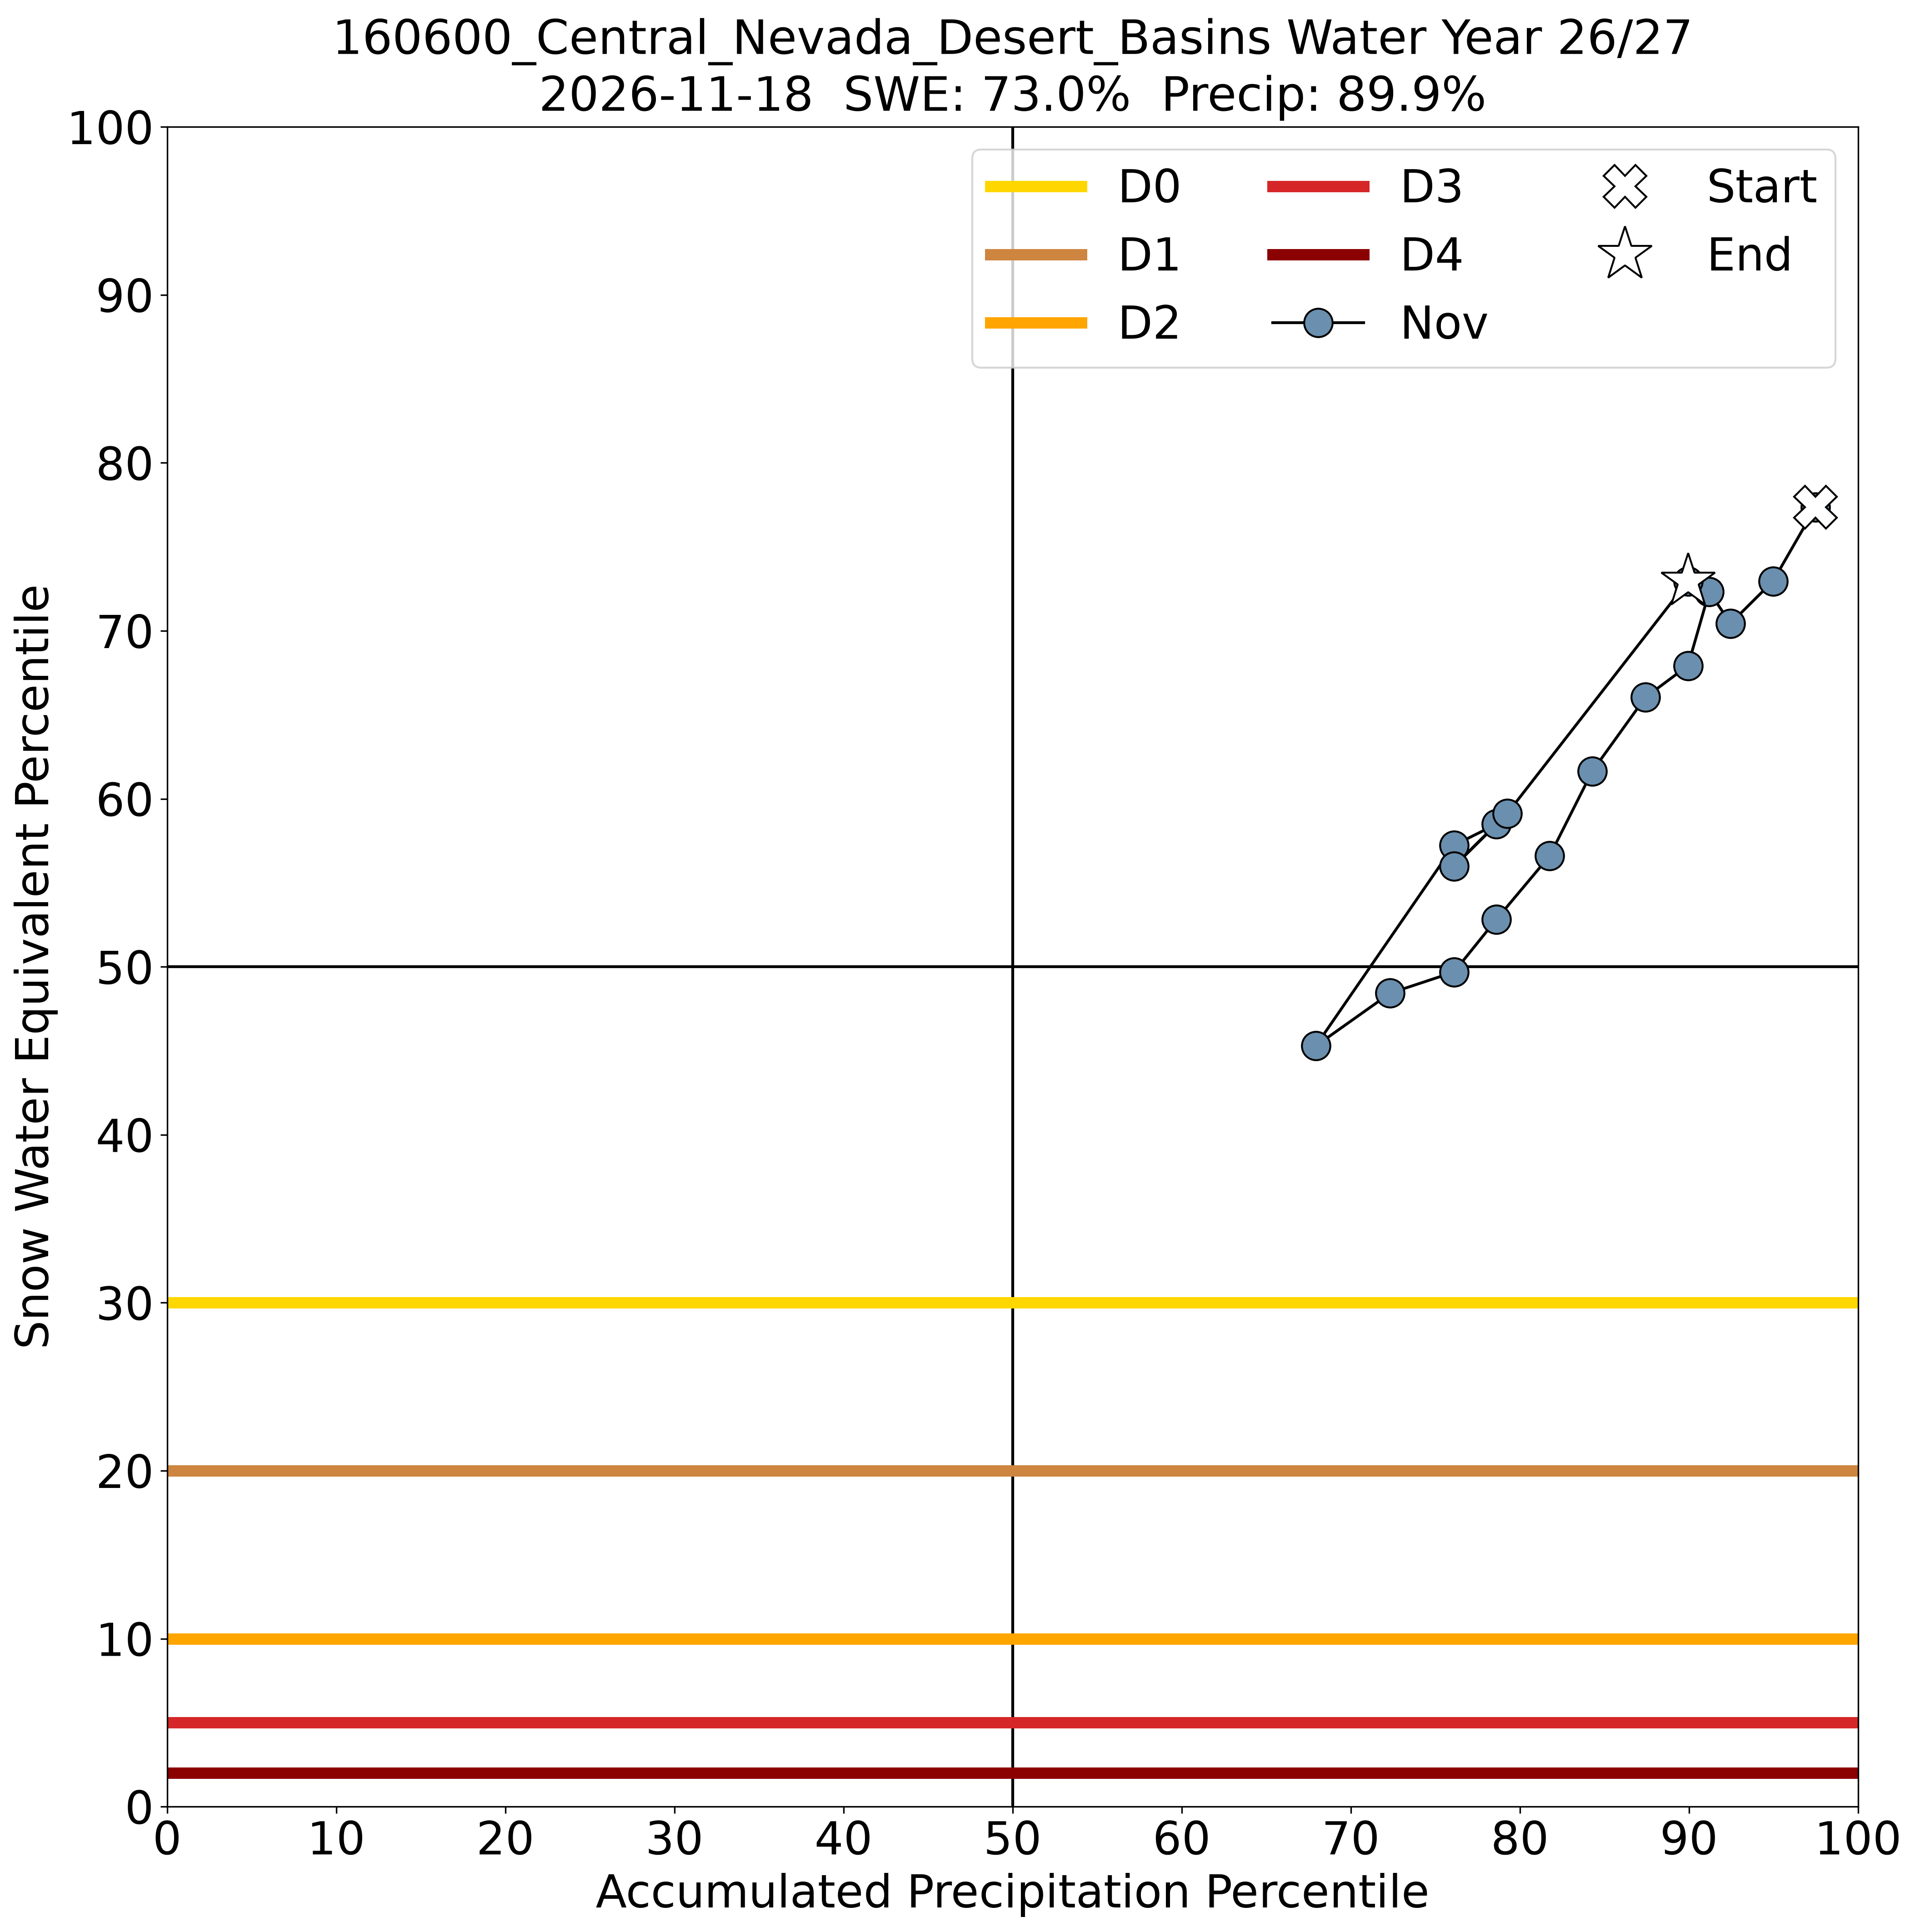 160600_Central_Nevada_Desert_Basins Water Year 26/27
2026-11-18  SWE: 73.0%  Precip: 89.9%
100
90
80
70
60
50
40
30
20
10
0
Snow Water Equivalent Percentile
D0
D1
D2
D3
D4
Nov
Start
End
0 10 20 30 40 50 60 70 80 90 100
Accumulated Precipitation Percentile